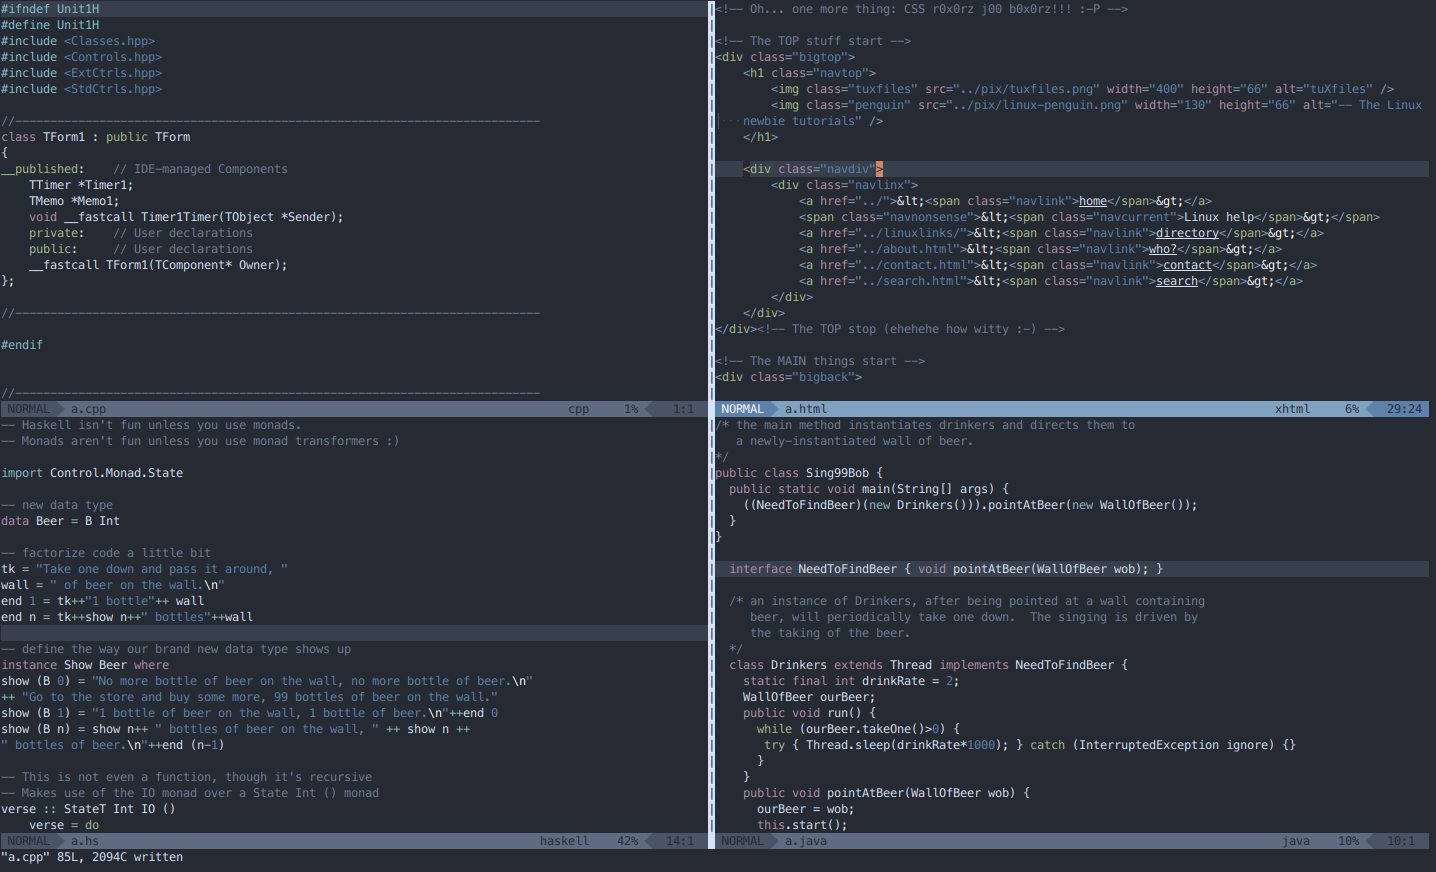 #ifndef Unit1H
#define Unit1H
#include <Classes.hpp>
#include <Controls.hpp>
#include <ExtCtrls.hpp>
#include <StdCtrls.hpp>

//---------------------------------------------------------------------------
class TForm1 : public TForm
{
__published:    // IDE-managed Components
    TTimer *Timer1;
    TMemo *Memo1;
    void __fastcall Timer1Timer(TObject *Sender);
    private:    // User declarations
    public:     // User declarations
    __fastcall TForm1(TComponent* Owner);
};

//---------------------------------------------------------------------------

#endif

//---------------------------------------------------------------------------
NORMAL a.cpp cpp 1% 1:1
<!-- Oh... one more thing: CSS r0x0rz j00 b0x0rz!!! :-P -->

<!-- The TOP stuff start -->
<div class="bigtop">
    <h1 class="navtop">
        <img class="tuxfiles" src="../pix/tuxfiles.png" width="400" height="66" alt="tuXfiles" />
        <img class="penguin" src="../pix/linux-penguin.png" width="130" height="66" alt="-- The Linux
    newbie tutorials" />
    </h1>

    <div class="navdiv">
        <div class="navlinx">
            <a href="../">&lt;<span class="navlink">home</span>&gt;</a>
            <span class="navnonsense">&lt;<span class="navcurrent">Linux help</span>&gt;</span>
            <a href="../linuxlinks/">&lt;<span class="navlink">directory</span>&gt;</a>
            <a href="../about.html">&lt;<span class="navlink">who?</span>&gt;</a>
            <a href="../contact.html">&lt;<span class="navlink">contact</span>&gt;</a>
            <a href="../search.html">&lt;<span class="navlink">search</span>&gt;</a>
        </div>
    </div>
</div><!-- The TOP stop (ehehehe how witty :-) -->

<!-- The MAIN things start -->
<div class="bigback">
NORMAL a.html xhtml 6% 29:24
-- Haskell isn't fun unless you use monads.
-- Monads aren't fun unless you use monad transformers :)

import Control.Monad.State

-- new data type
data Beer = B Int

-- factorize code a little bit
tk = "Take one down and pass it around, "
wall = " of beer on the wall.\n"
end 1 = tk++"1 bottle"++ wall
end n = tk++show n++" bottles"++wall

-- define the way our brand new data type shows up
instance Show Beer where
show (B 0) = "No more bottle of beer on the wall, no more bottle of beer.\n"
++ "Go to the store and buy some more, 99 bottles of beer on the wall."
show (B 1) = "1 bottle of beer on the wall, 1 bottle of beer.\n"++end 0
show (B n) = show n++ " bottles of beer on the wall, " ++ show n ++
" bottles of beer.\n"++end (n-1)

-- This is not even a function, though it's recursive
-- Makes use of the IO monad over a State Int () monad
verse :: StateT Int IO ()
    verse = do
NORMAL a.hs haskell 42% 14:1
/* the main method instantiates drinkers and directs them to
   a newly-instantiated wall of beer.
*/
public class Sing99Bob {
  public static void main(String[] args) {
    ((NeedToFindBeer)(new Drinkers())).pointAtBeer(new WallOfBeer());
  }
}

  interface NeedToFindBeer { void pointAtBeer(WallOfBeer wob); }

  /* an instance of Drinkers, after being pointed at a wall containing
     beer, will periodically take one down.  The singing is driven by
     the taking of the beer.
  */
  class Drinkers extends Thread implements NeedToFindBeer {
    static final int drinkRate = 2;
    WallOfBeer ourBeer;
    public void run() {
      while (ourBeer.takeOne()>0) {
       try { Thread.sleep(drinkRate*1000); } catch (InterruptedException ignore) {}
      }
    }
    public void pointAtBeer(WallOfBeer wob) {
      ourBeer = wob;
      this.start();
NORMAL a.java java 10% 10:1
"a.cpp" 85L, 2094C written